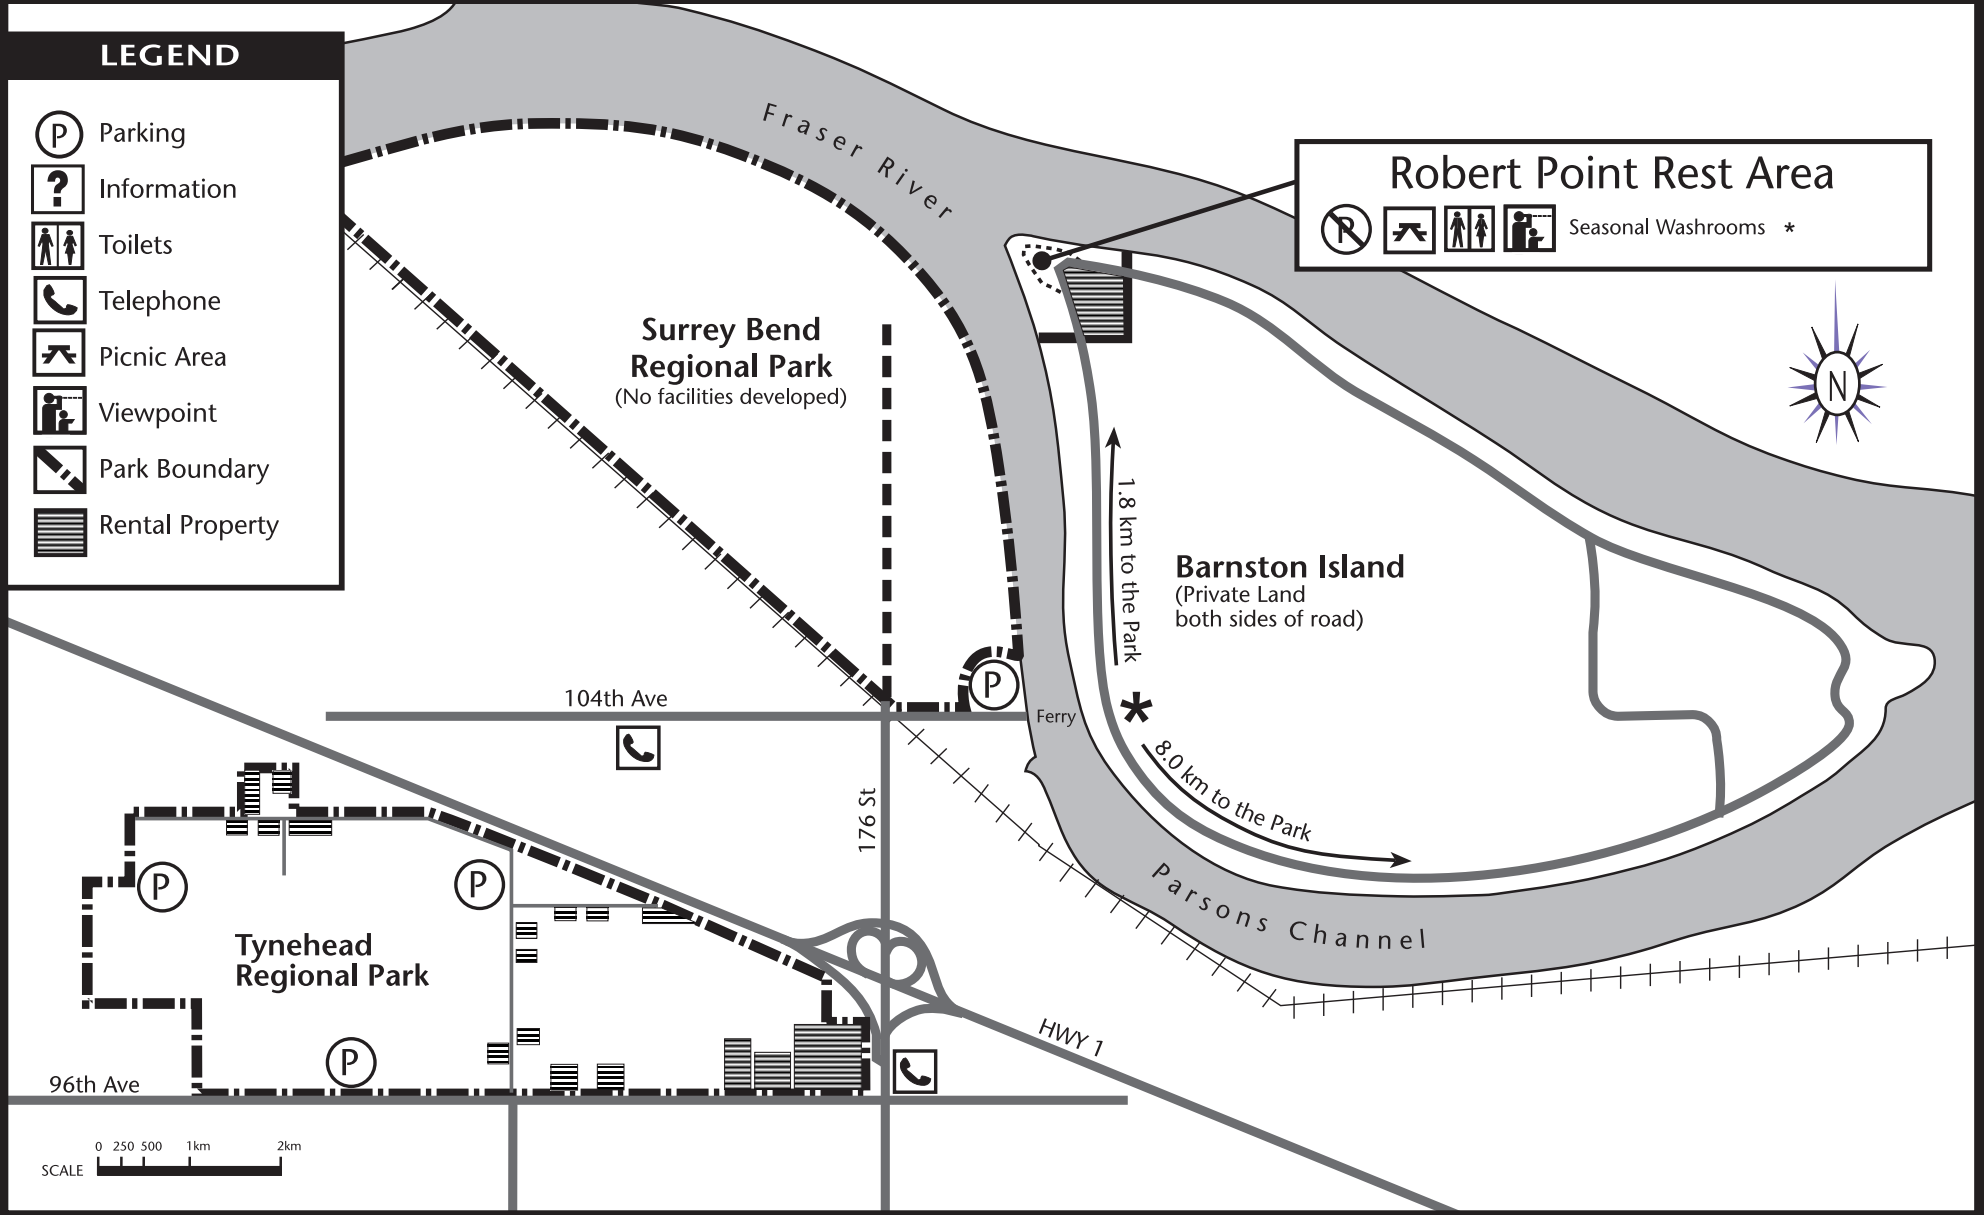 LEGEND
P Parking
? Information
Toilets
Telephone
Picnic Area
Viewpoint
Park Boundary
Rental Property
Fraser River
Robert Point Rest Area
P
Seasonal Washrooms *
N
Surrey Bend
Regional Park
(No facilities developed)
1.8 km to the Park
Barnston Island
(Private Land
both sides of road)
P
104th Ave
Ferry
*
8.0 km to the Park
176 St
P
P
Parsons Channel
Tynehead
Regional Park
HWY 1
P
96th Ave
0 250 500 1km 2km
SCALE